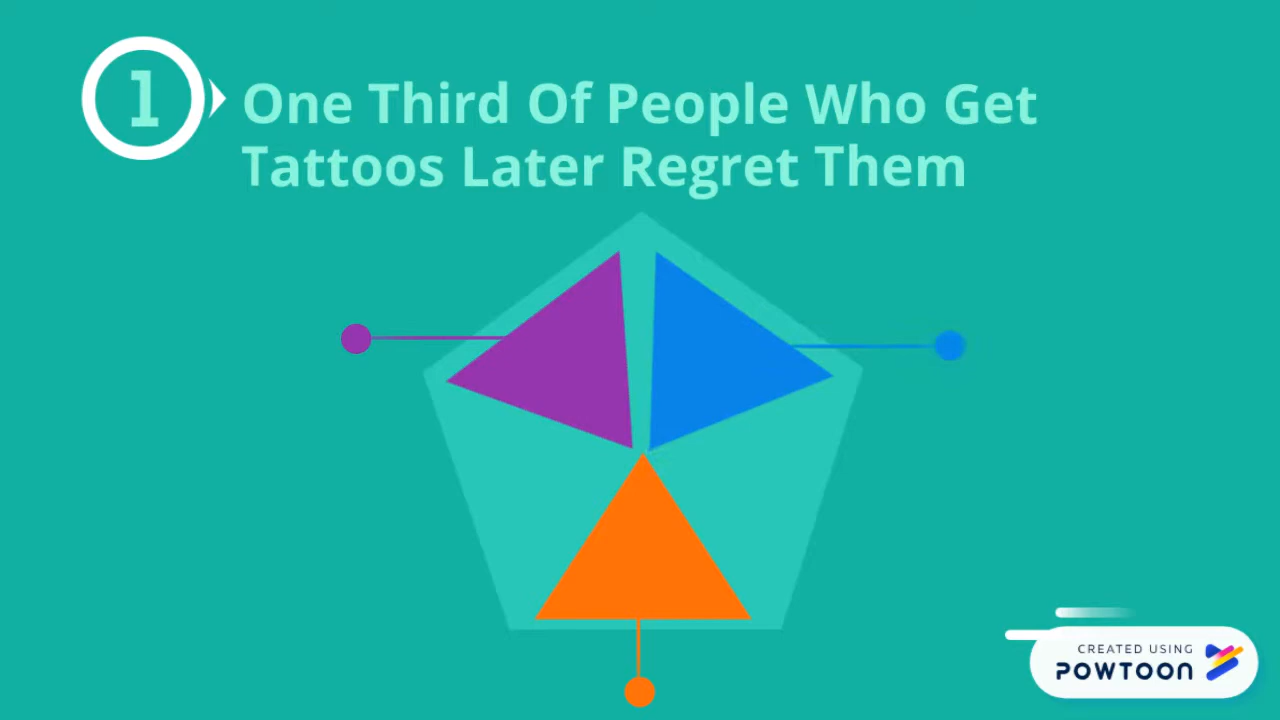 1
One Third Of People Who Get
Tattoos Later Regret Them
CREATED USING
POWTOON